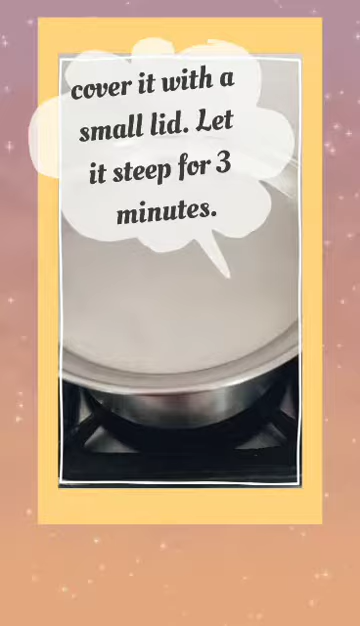 cover it with a
small lid. Let
it steep for 3
minutes.